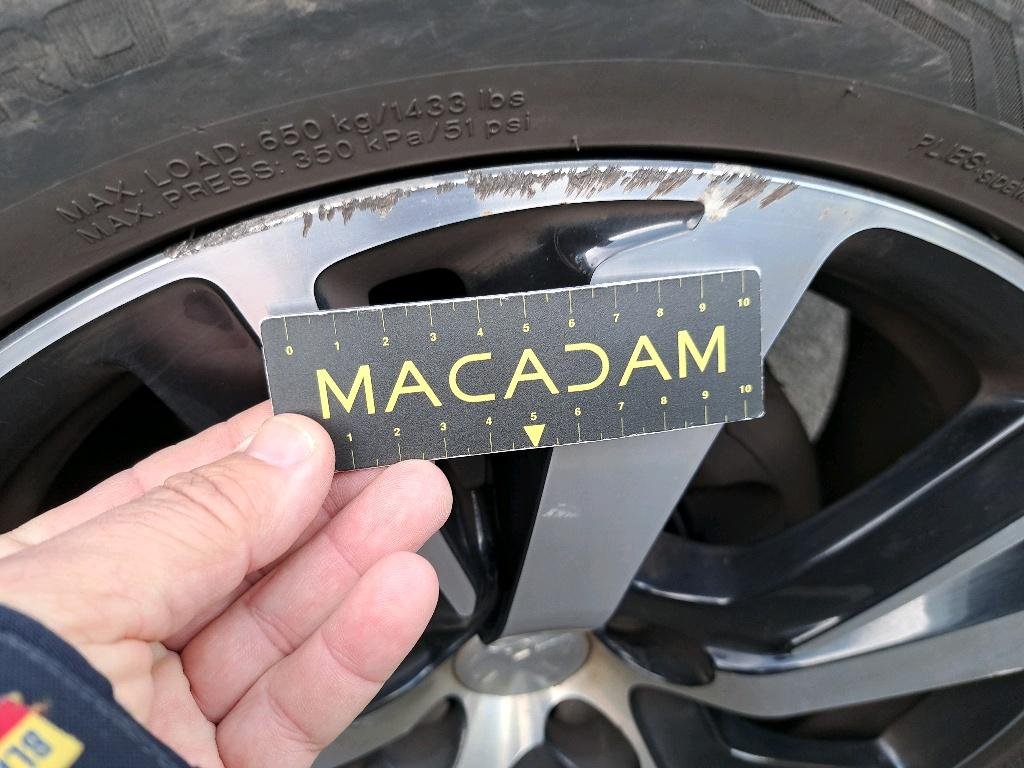 MAX. LOAD: 650 kg/1433 lbs
MAX. PRESS: 350 kPa/51 psi
PLIES:
0 1 2 3 4 5 6 7 8 9 10
MACADAM
1 2 3 4 5 6 7 8 9 10